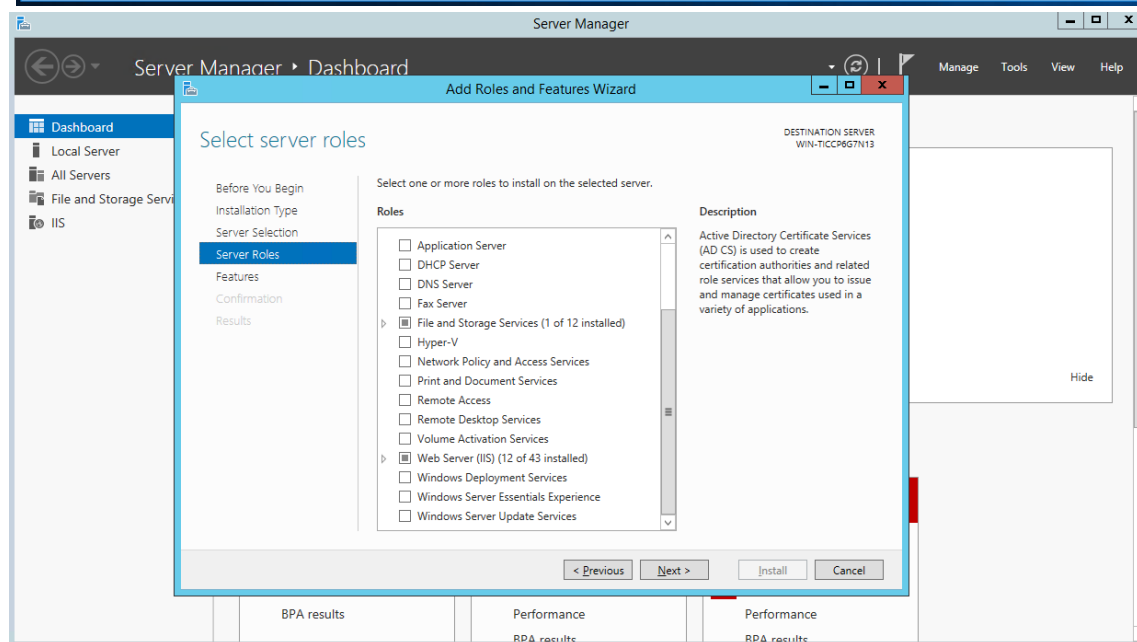 Server Manager
Server Manager • Dashboard
Manage
Tools
View
Help
Add Roles and Features Wizard
Dashboard
Local Server
All Servers
File and Storage Servi
IIS
Select server roles
DESTINATION SERVER
WIN-TICCP6G7N13
Before You Begin
Installation Type
Server Selection
Server Roles
Features
Confirmation
Results
Select one or more roles to install on the selected server.
Roles
Application Server
DHCP Server
DNS Server
Fax Server
File and Storage Services (1 of 12 installed)
Hyper-V
Network Policy and Access Services
Print and Document Services
Remote Access
Remote Desktop Services
Volume Activation Services
Web Server (IIS) (12 of 43 installed)
Windows Deployment Services
Windows Server Essentials Experience
Windows Server Update Services
Description
Active Directory Certificate Services
(AD CS) is used to create
certification authorities and related
role services that allow you to issue
and manage certificates used in a
variety of applications.
Hide
< Previous
Next >
Install
Cancel
BPA results
Performance
BPA results
Performance
BPA results